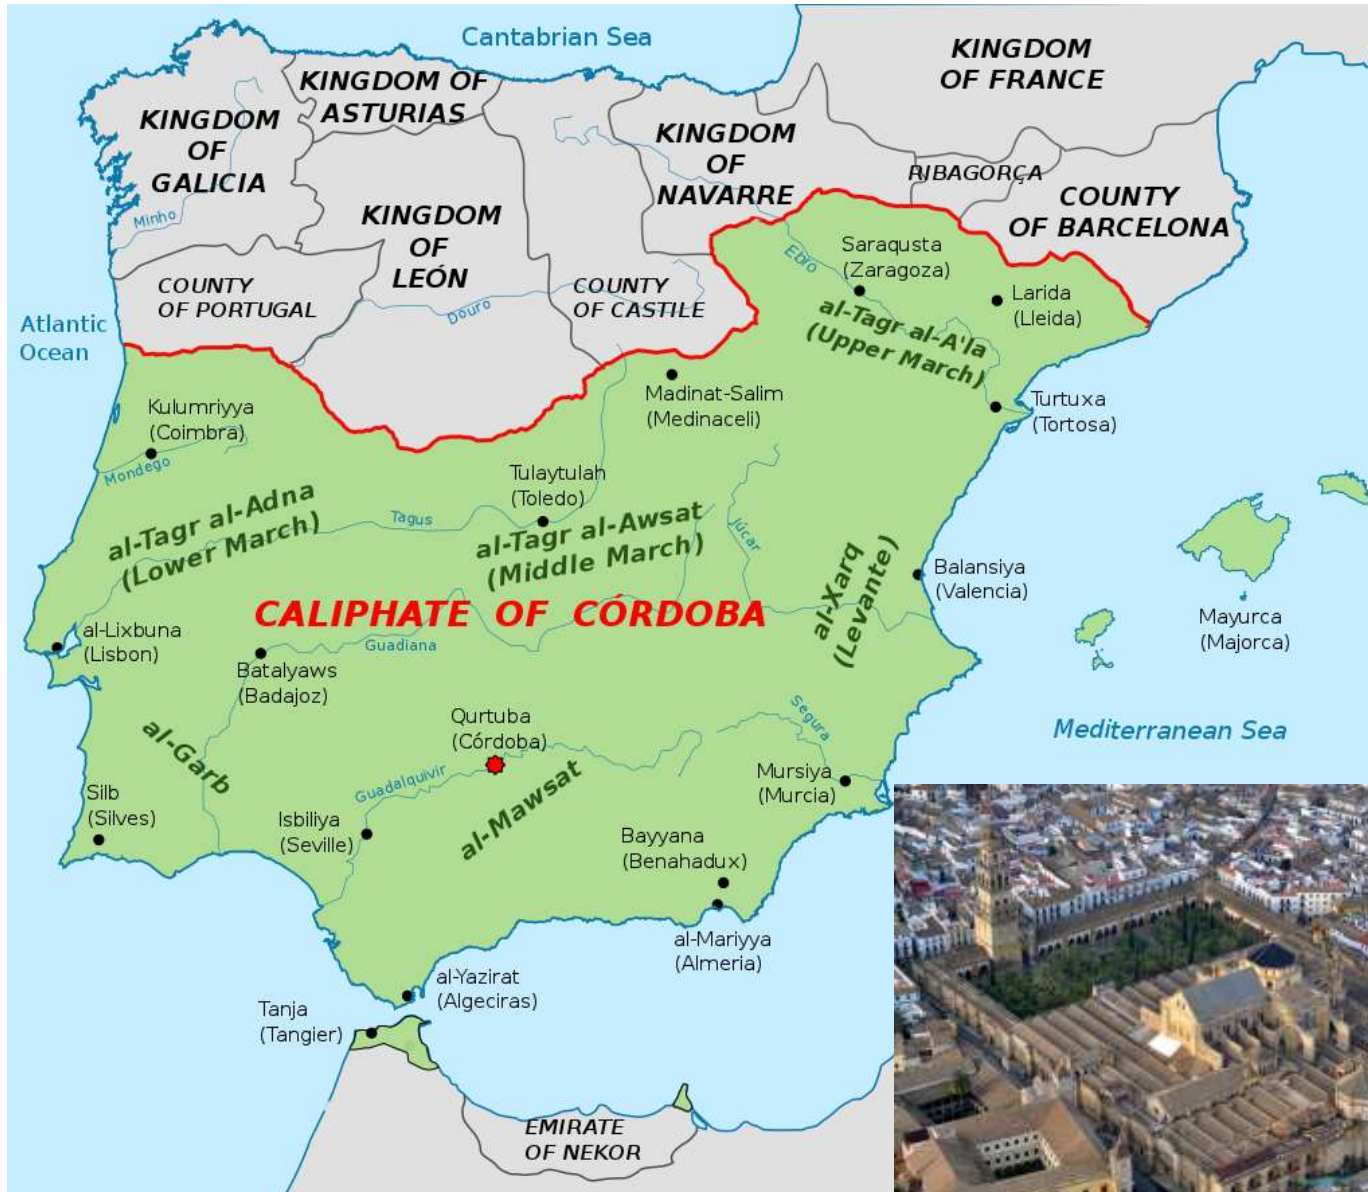 Cantabrian Sea
KINGDOM
OF FRANCE
KINGDOM OF
ASTURIAS
KINGDOM
OF
GALICIA
KINGDOM
OF
NAVARRE
RIBAGORÇA
COUNTY
OF BARCELONA
Minho
KINGDOM
OF
LEÓN
COUNTY
OF PORTUGAL
COUNTY
OF CASTILE
Douro
Ebro
Saraqusta
(Zaragoza)
Larida
(Lleida)
Atlantic
Ocean
al-Tagr al-A'la
(Upper March)
Madinat-Salim
(Medinaceli)
Turtuxa
(Tortosa)
Kulumriyya
(Coimbra)
Mondego
Tulaytulah
(Toledo)
al-Tagr al-Adna
(Lower March)
Tagus
al-Tagr al-Awsat
(Middle March)
Júcar
al-Xarq
(Levante)
Balansiya
(Valencia)
CALIPHATE OF CÓRDOBA
Mayurca
(Majorca)
al-Lixbuna
(Lisbon)
Guadiana
Batalyaws
(Badajoz)
Qurtuba
(Córdoba)
Segura
Mediterranean Sea
al-Garb
Guadalquivir
al-Mawsat
Mursiya
(Murcia)
Silb
(Silves)
Isbiliya
(Seville)
Bayyana
(Benahadux)
al-Mariyya
(Almeria)
al-Yazirat
(Algeciras)
Tanja
(Tangier)
EMIRATE
OF NEKOR